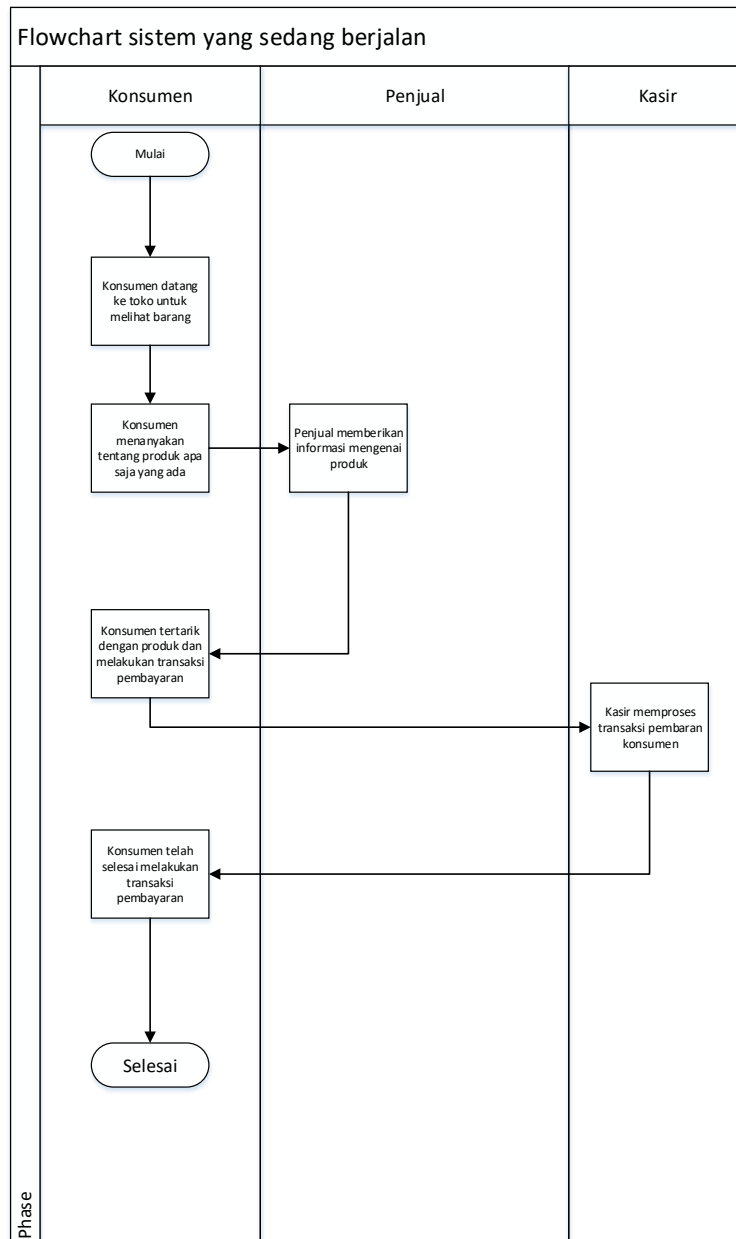 Flowchart sistem yang sedang berjalan
Konsumen
Penjual
Kasir
Mulai
Konsumen datang
ke toko untuk
melihat barang
Konsumen
menanyakan
tentang produk apa
saja yang ada
Penjual memberikan
informasi mengenai
produk
Konsumen tertarik
dengan produk dan
melakukan transaksi
pembayaran
Kasir memproses
transaksi pembaran
konsumen
Konsumen telah
selesai melakukan
transaksi
pembayaran
Selesai
Phase